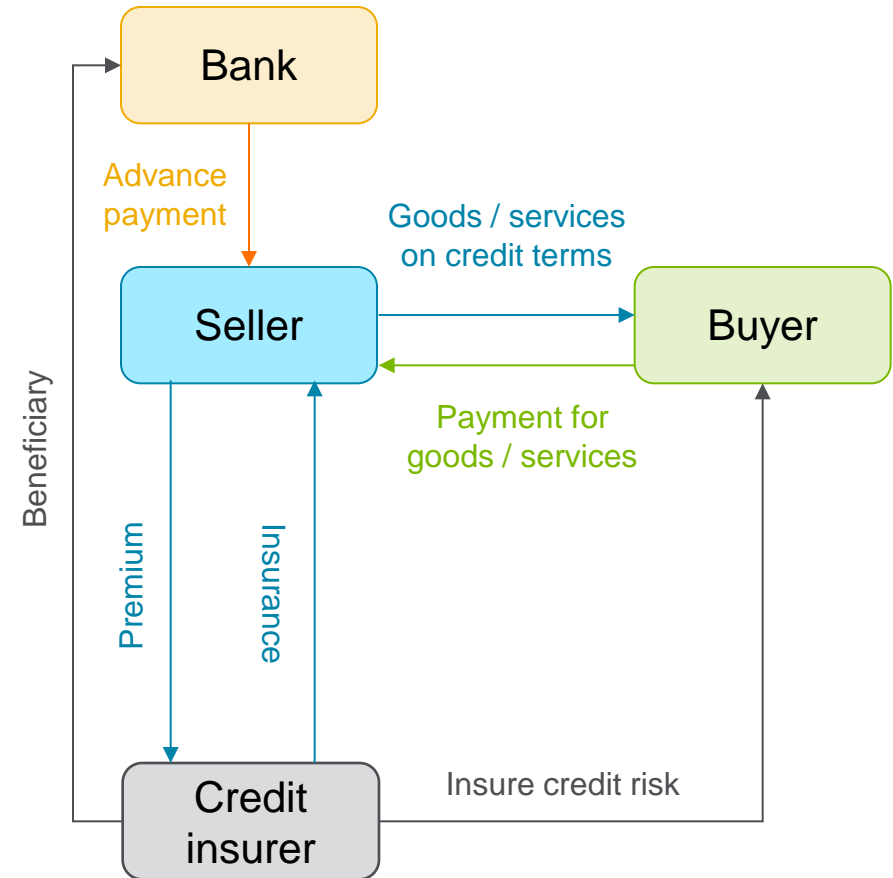 Bank
Advance
payment
Goods / services
on credit terms
Seller
Buyer
Payment for
goods / services
Beneficiary
Premium
Insurance
Credit
insurer
Insure credit risk